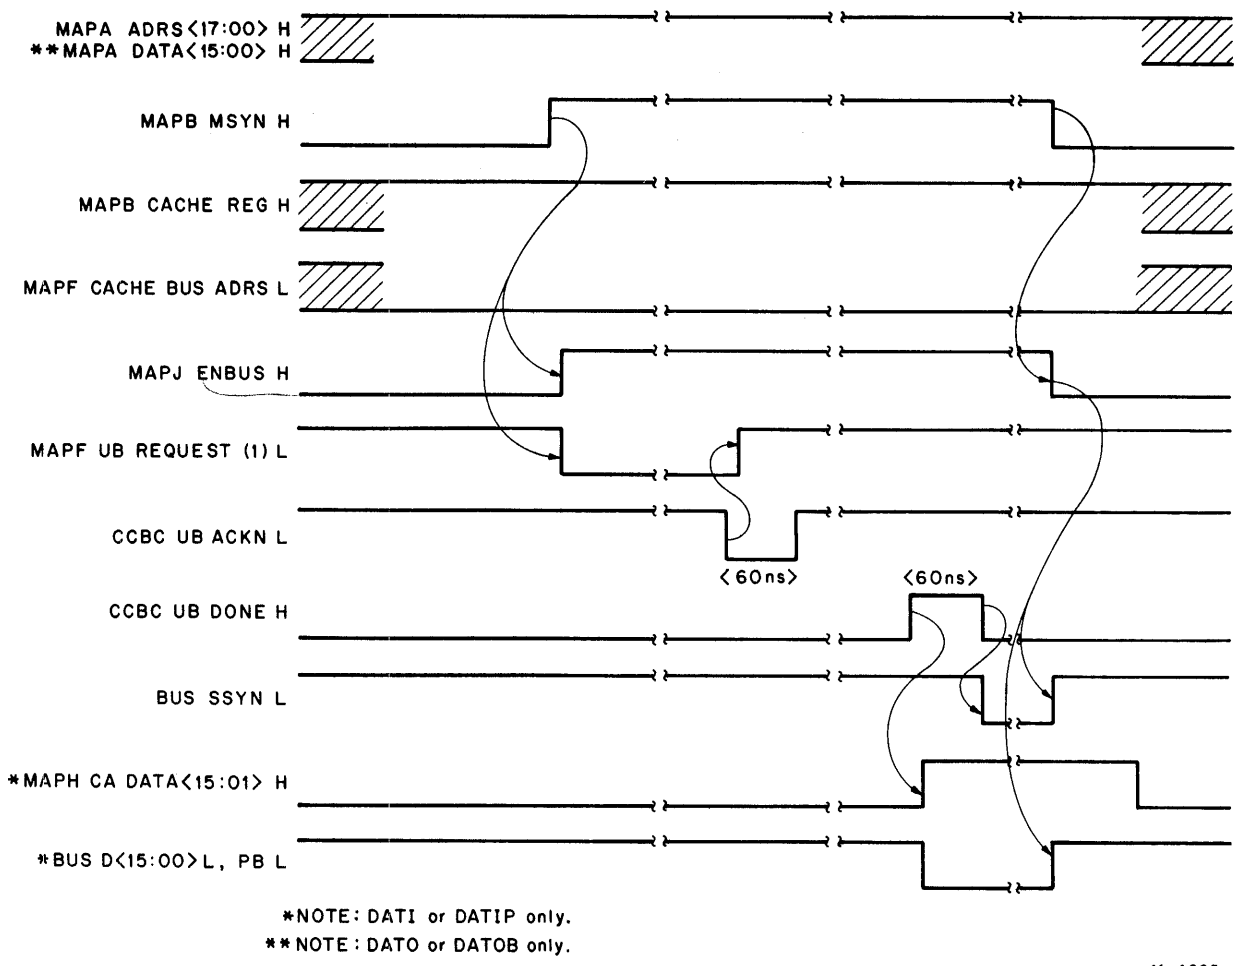 MAPA ADRS<17:00> H
**MAPA DATA<15:00> H
MAPB MSYN H
MAPB CACHE REG H
MAPF CACHE BUS ADRS L
MAPJ ENBUS H
MAPF UB REQUEST (1) L
CCBC UB ACKN L
<60ns>
<60ns>
CCBC UB DONE H
BUS SSYN L
*MAPH CA DATA<15:01> H
*BUS D<15:00>L, PB L
*NOTE: DATI or DATIP only.
**NOTE: DATO or DATOB only.